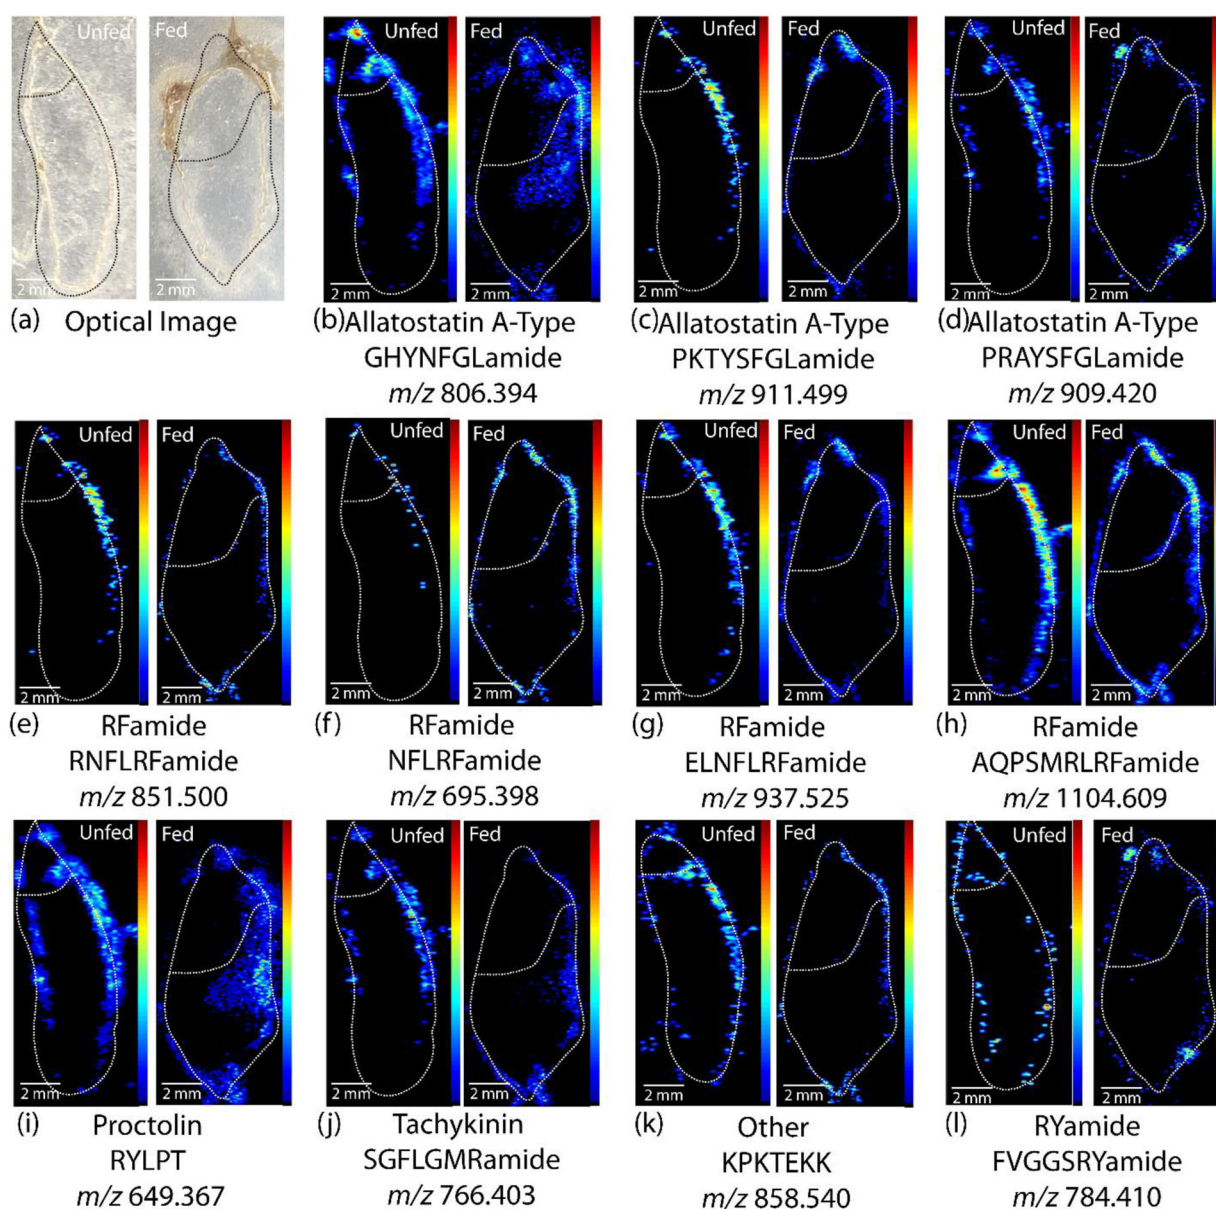 Unfed Fed Unfed Fed Unfed Fed Unfed Fed
2 mm 2 mm 2 mm 2 mm 2 mm 2 mm 2 mm 2 mm
(a) Optical Image
(b) Allatostatin A-Type
GHYNFGLamide
m/z 806.394
(c) Allatostatin A-Type
PKTYSFGLamide
m/z 911.499
(d) Allatostatin A-Type
PRAYSFGLamide
m/z 909.420
Unfed Fed Unfed Fed Unfed Fed Unfed Fed
2 mm 2 mm 2 mm 2 mm 2 mm 2 mm 2 mm 2 mm
(e) RFamide
RNFLRFamide
m/z 851.500
(f) RFamide
NFLRFamide
m/z 695.398
(g) RFamide
ELNFLRFamide
m/z 937.525
(h) RFamide
AQPSMRLRFamide
m/z 1104.609
Unfed Fed Unfed Fed Unfed Fed Unfed Fed
2 mm 2 mm 2 mm 2 mm 2 mm 2 mm 2 mm 2 mm
(i) Proctolin
RYLPT
m/z 649.367
(j) Tachykinin
SGFLGMRamide
m/z 766.403
(k) Other
KPKTEKK
m/z 858.540
(l) RYamide
FVGGSRYamide
m/z 784.410